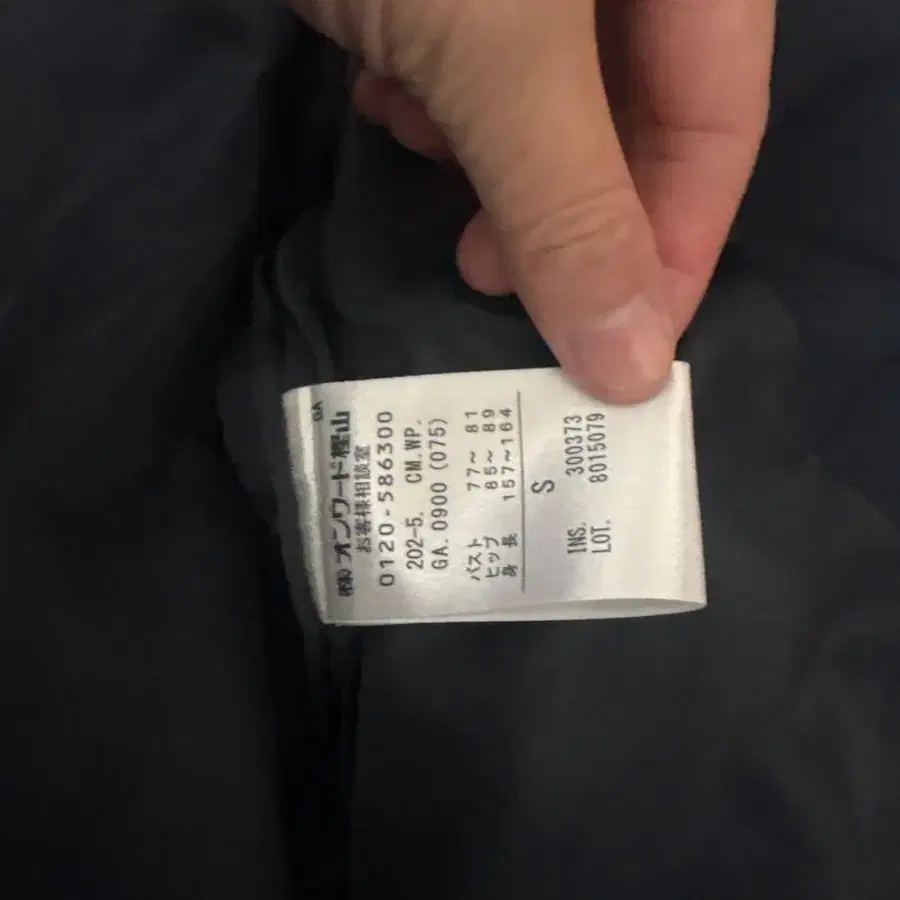 GA
㈱オンワード樫山
お客様相談室
0120-586300
202-5. CM.WP.
GA.0900(075)
バスト 77～ 81
ヒップ 85～ 89
身 長 157～164
S
INS. 300373
LOT. 8015079